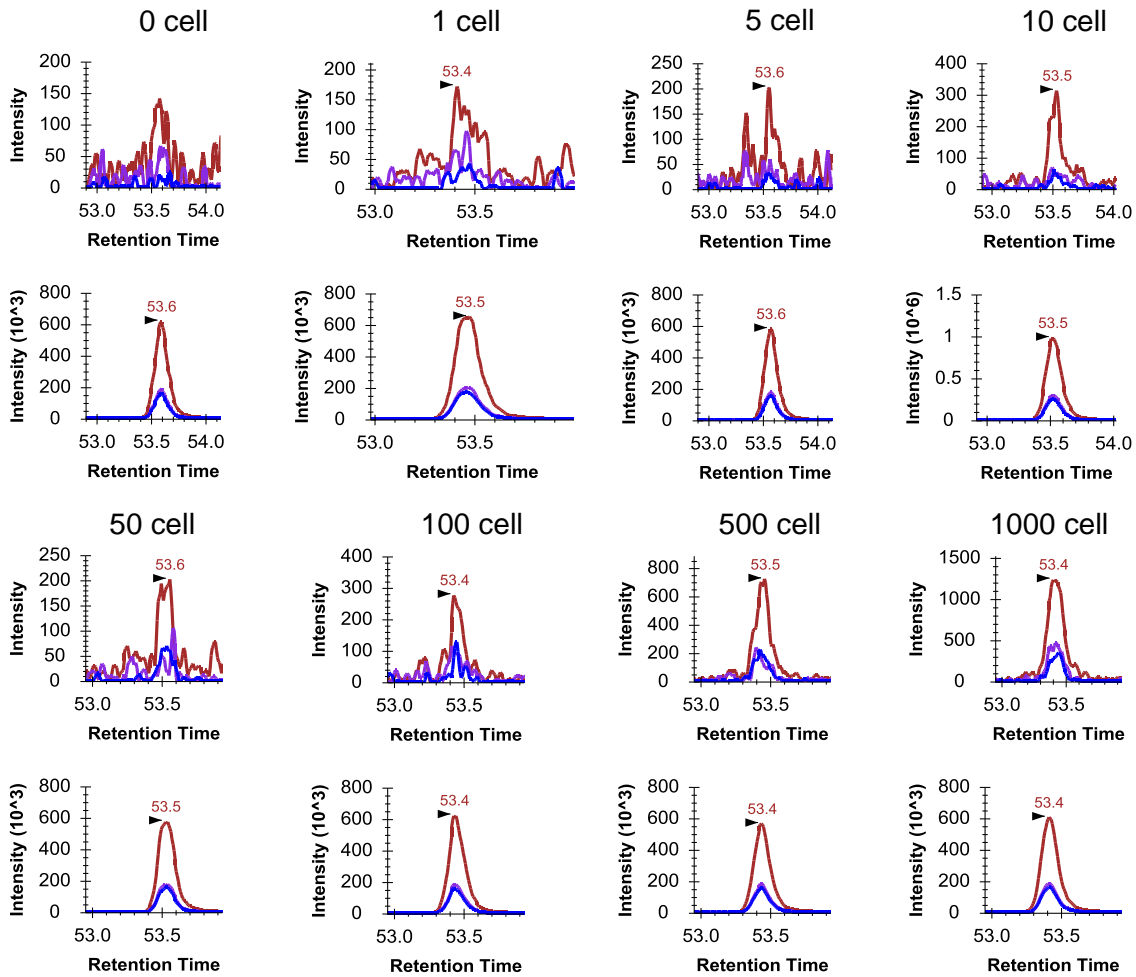 0 cell 1 cell 5 cell 10 cell
200 150 100 50 0 Intensity 53.0 53.5 54.0 Retention Time
200 150 100 50 0 Intensity 53.4 53.0 53.5 Retention Time
250 200 150 100 50 0 Intensity 53.6 53.0 53.5 54.0 Retention Time
400 300 200 100 0 Intensity 53.5 53.0 53.5 54.0 Retention Time
800 600 400 200 0 Intensity (10^3) 53.6 53.0 53.5 54.0 Retention Time
800 600 400 200 0 Intensity (10^3) 53.5 53.0 53.5 Retention Time
800 600 400 200 0 Intensity (10^3) 53.6 53.0 53.5 54.0 Retention Time
1.5 1 0.5 0 Intensity (10^6) 53.5 53.0 53.5 54.0 Retention Time
50 cell 100 cell 500 cell 1000 cell
250 200 150 100 50 0 Intensity 53.6 53.0 53.5 Retention Time
400 300 200 100 0 Intensity 53.4 53.0 53.5 Retention Time
800 600 400 200 0 Intensity 53.5 53.0 53.5 Retention Time
1500 1000 500 0 Intensity 53.4 53.0 53.5 Retention Time
800 600 400 200 0 Intensity (10^3) 53.5 53.0 53.5 Retention Time
800 600 400 200 0 Intensity (10^3) 53.4 53.0 53.5 Retention Time
800 600 400 200 0 Intensity (10^3) 53.4 53.0 53.5 Retention Time
800 600 400 200 0 Intensity (10^3) 53.4 53.0 53.5 Retention Time